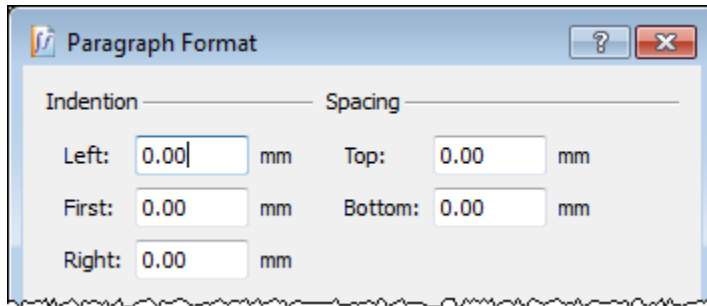 Paragraph Format
Indention Spacing
Left: 0.00 mm Top: 0.00 mm
First: 0.00 mm Bottom: 0.00 mm
Right: 0.00 mm